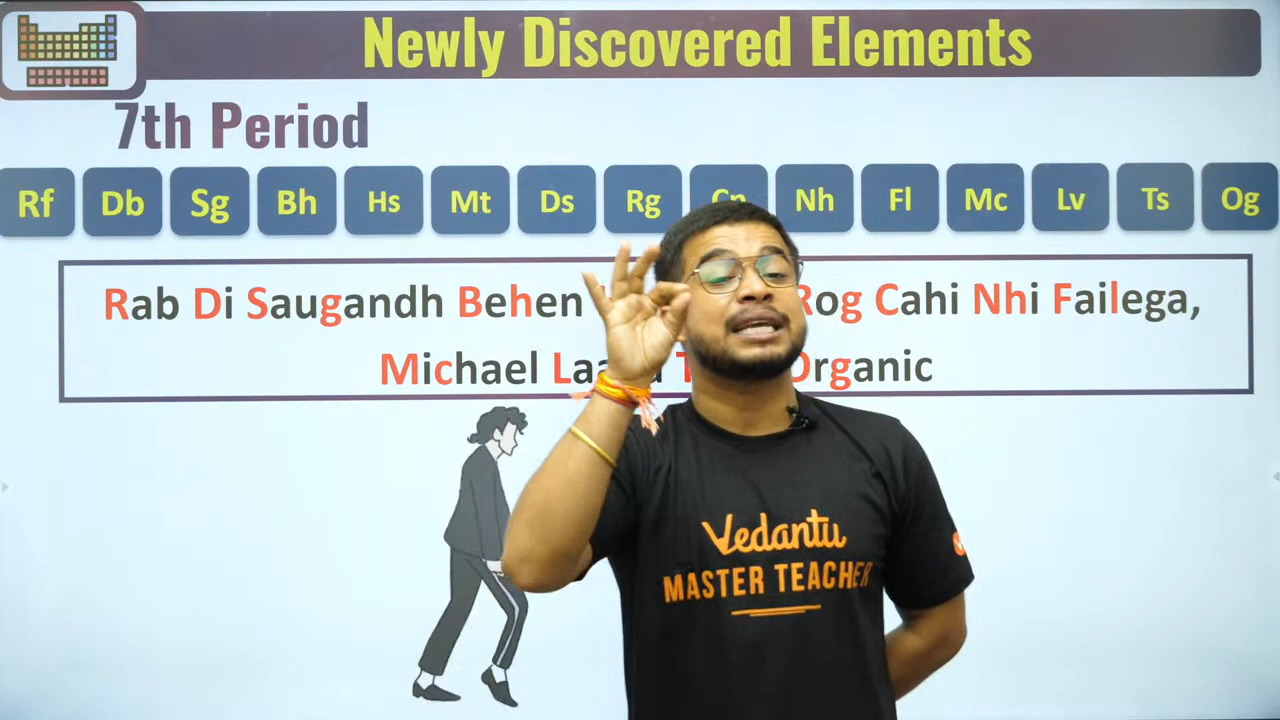 Newly Discovered Elements
7th Period
Rf Db Sg Bh Hs Mt Ds Rg Cn Nh Fl Mc Lv Ts Og
Rab Di Saugandh Behen Rog Cahi Nhi Failega,
Michael Organic
Vedantu
MASTER TEACHER